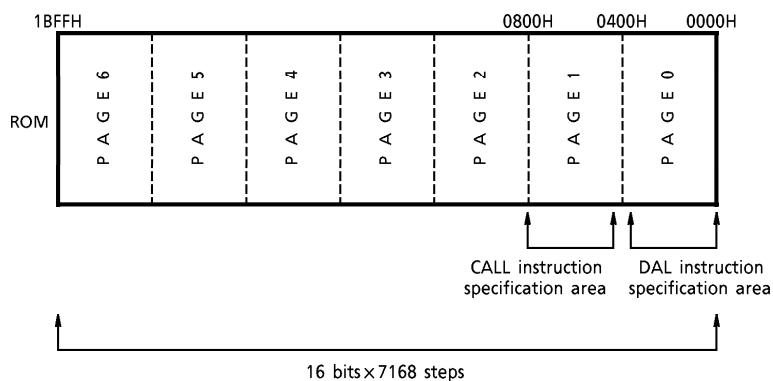 1BFFH 0800H 0400H 0000H
ROM
PAGE6 PAGE5 PAGE4 PAGE3 PAGE2 PAGE1 PAGE0
CALL instruction DAL instruction
specification area specification area
16 bits×7168 steps